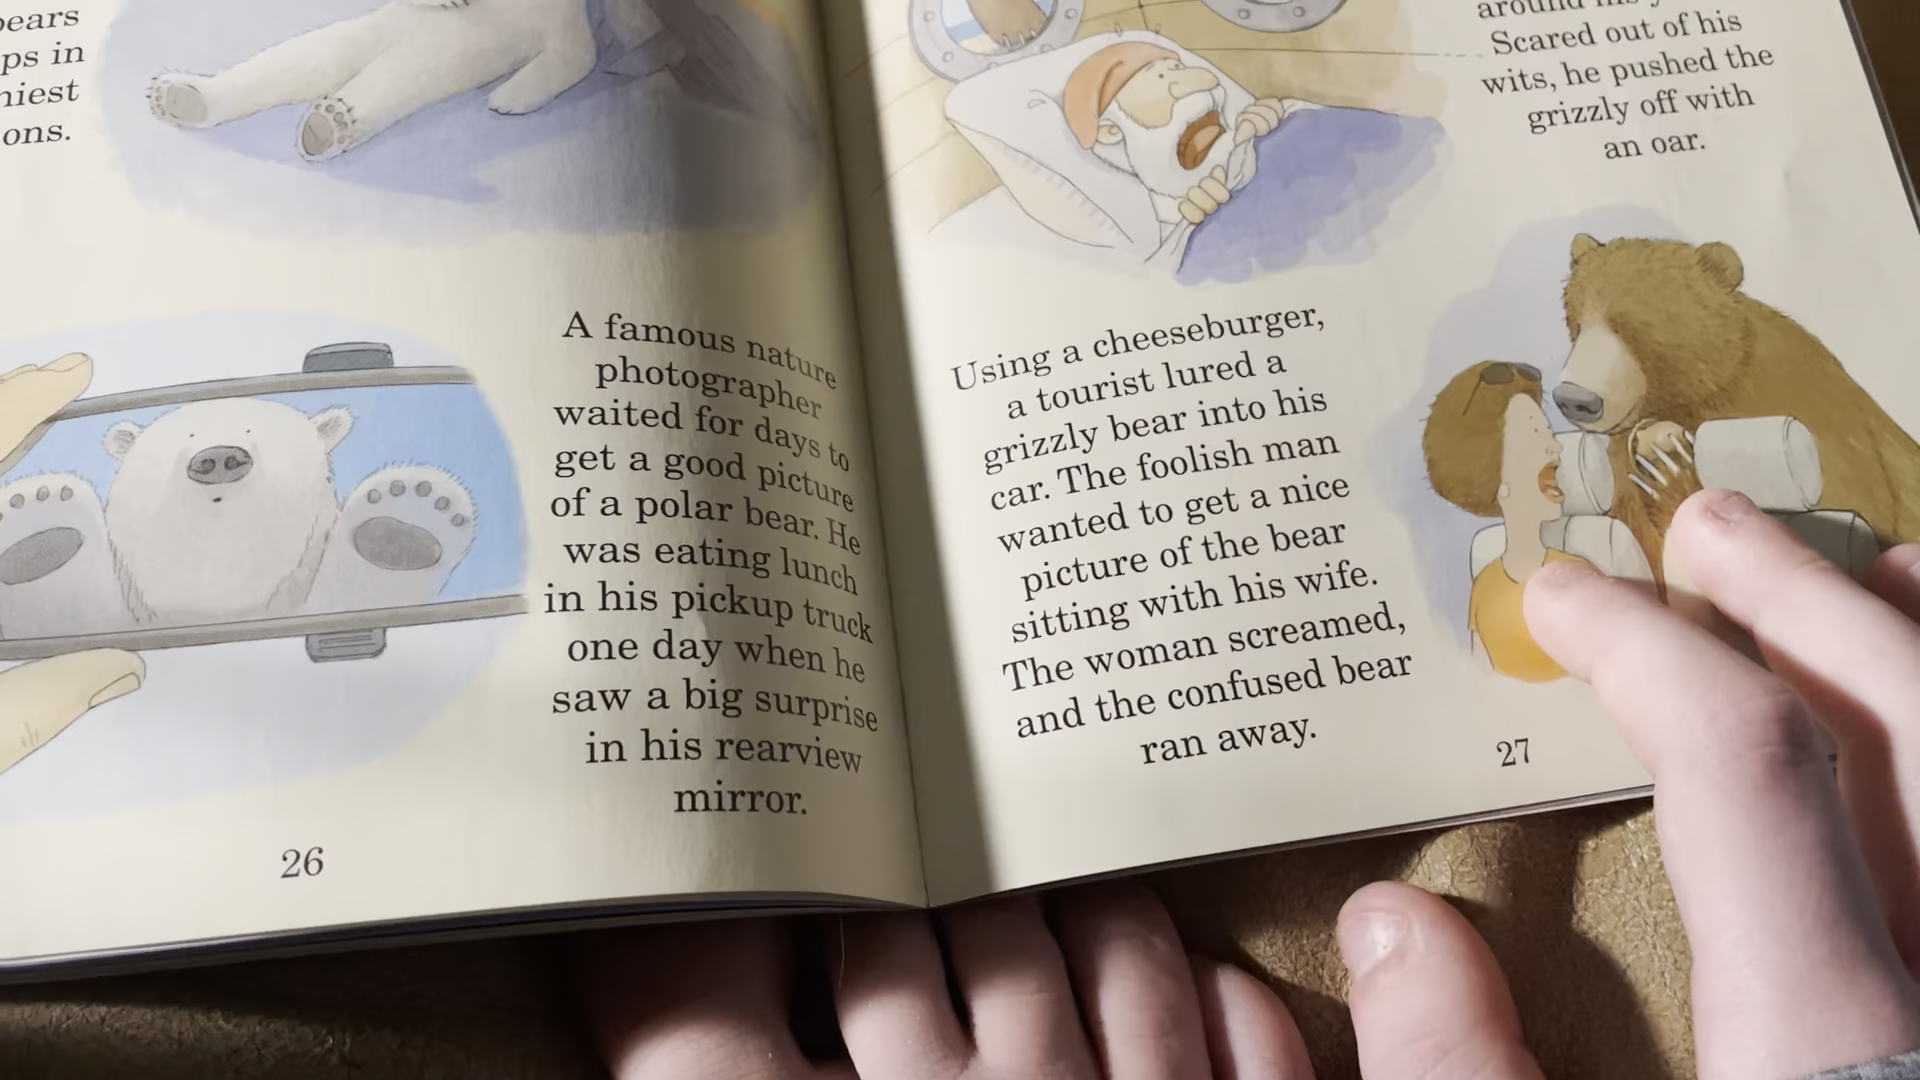 ps in
ons.
A famous nature
photographer
waited for days to
get a good picture
of a polar bear. He
was eating lunch
in his pickup truck
one day when he
saw a big surprise
in his rearview
mirror.
26
Scared out of his
wits, he pushed the
grizzly off with
an oar.
Using a cheeseburger,
a tourist lured a
grizzly bear into his
car. The foolish man
wanted to get a nice
picture of the bear
sitting with his wife.
The woman screamed,
and the confused bear
ran away.
27